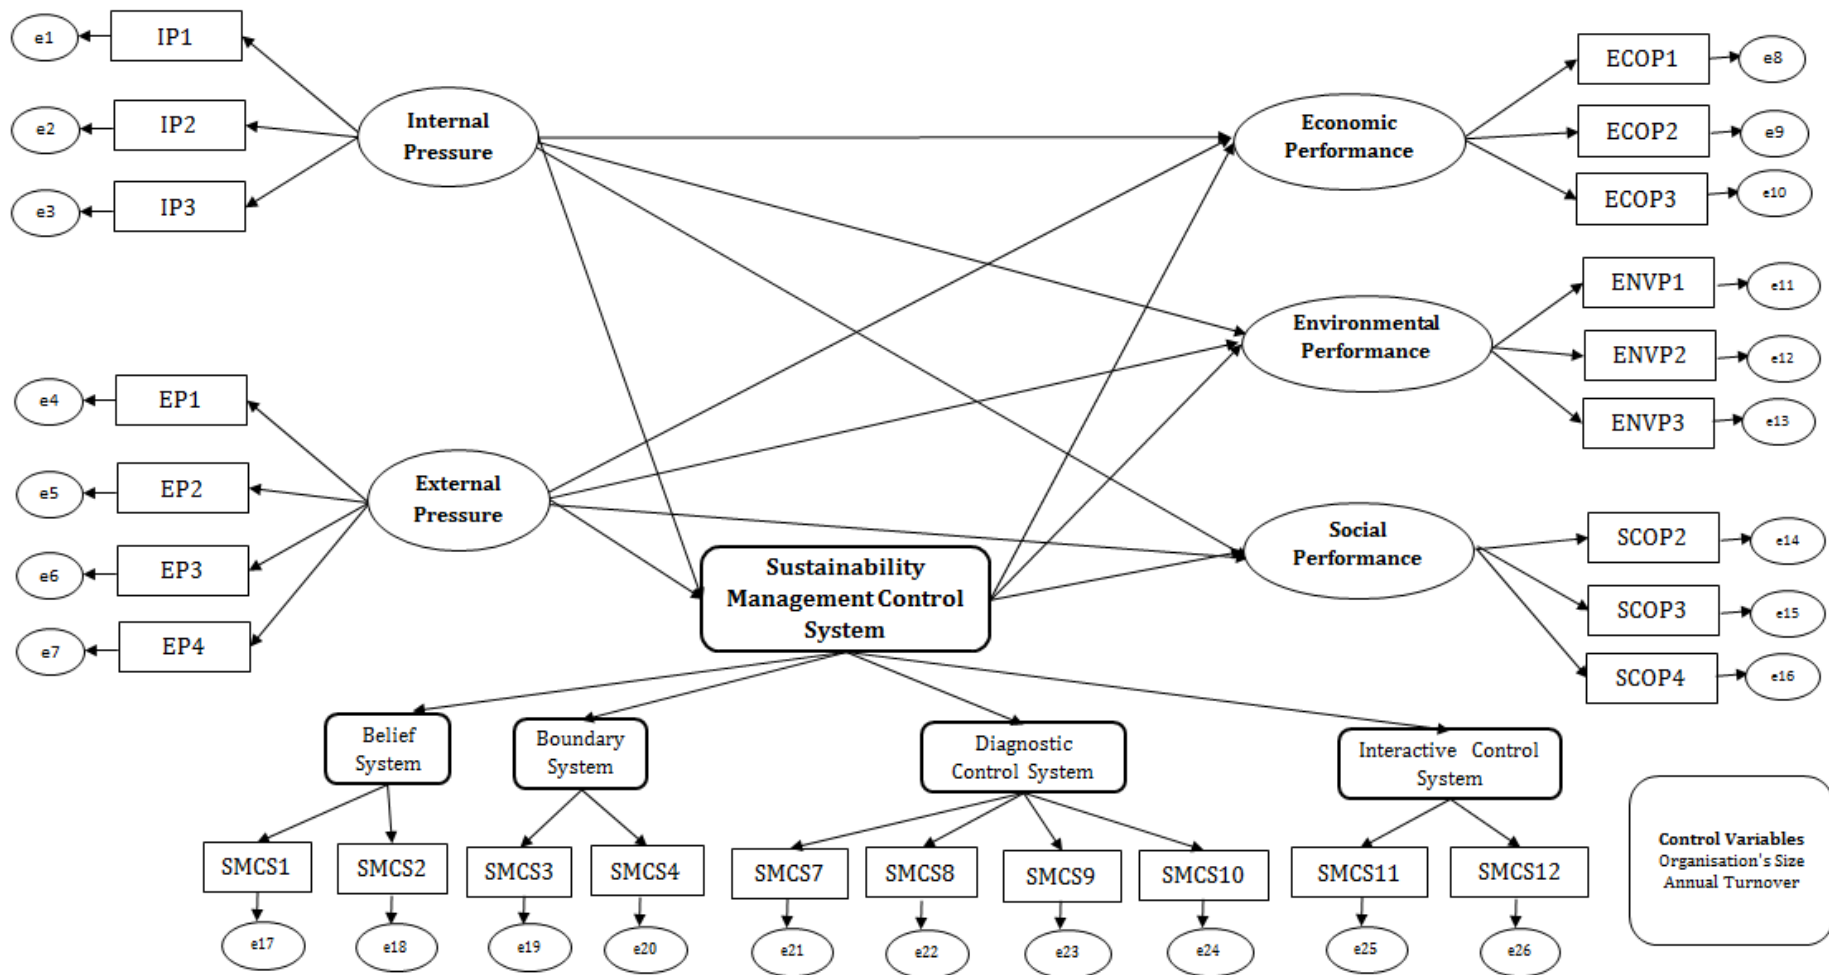 e1
IP1
e2
IP2
e3
IP3
Internal
Pressure
Economic
Performance
ECOP1
e8
ECOP2
e9
ECOP3
e10
Environmental
Performance
ENVP1
e11
ENVP2
e12
ENVP3
e13
e4
EP1
e5
EP2
e6
EP3
e7
EP4
External
Pressure
Social
Performance
SCOP2
e14
SCOP3
e15
SCOP4
e16
Sustainability
Management Control
System
Belief
System
Boundary
System
Diagnostic
Control System
Interactive Control
System
SMCS1
SMCS2
SMCS3
SMCS4
SMCS7
SMCS8
SMCS9
SMCS10
SMCS11
SMCS12
e17
e18
e19
e20
e21
e22
e23
e24
e25
e26
Control Variables
Organisation's Size
Annual Turnover